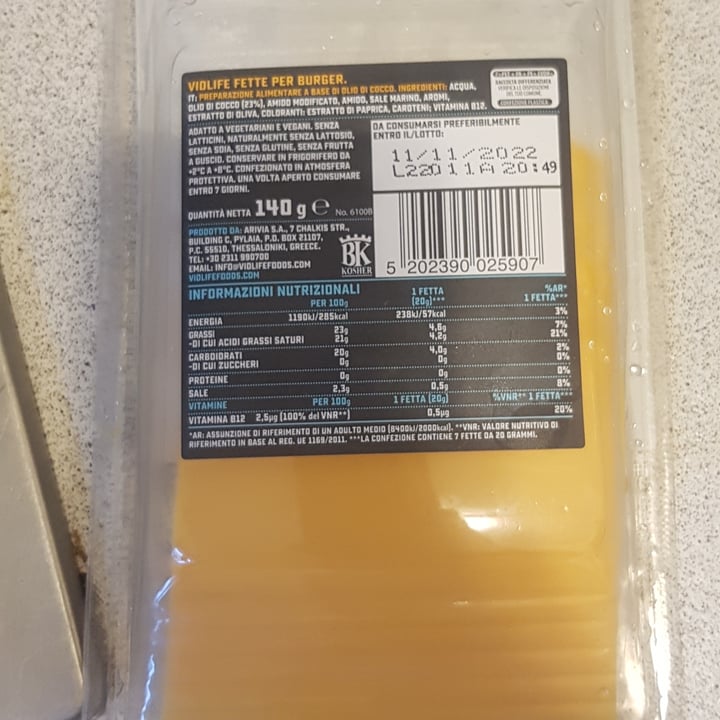 VIOLIFE FETTE PER BURGER.
IT: PREPARAZIONE ALIMENTARE A BASE DI OLIO DI COCCO. INGREDIENTI: ACQUA,
OLIO DI COCCO (23%), AMIDO MODIFICATO, AMIDO, SALE MARINO, AROMI,
ESTRATTO DI OLIVA, COLORANTI: ESTRATTO DI PAPRICA, CAROTENI; VITAMINA B12.
RACCOLTA DIFFERENZIATA
VERIFICA LE DISPOSIZIONI
DEL TUO COMUNE
CONFEZIONE PLASTICA
ADATTO A VEGETARIANI E VEGANI, SENZA
LATTICINI, NATURALMENTE SENZA LATTOSIO,
SENZA SOIA, SENZA GLUTINE, SENZA FRUTTA
A GUSCIO. CONSERVARE IN FRIGORIFERO DA
+2°C A +8°C. CONFEZIONATO IN ATMOSFERA
PROTETTIVA, UNA VOLTA APERTO CONSUMARE
ENTRO 7 GIORNI.
QUANTITÀ NETTA 140 g e No. 6100B
DA CONSUMARSI PREFERIBILMENTE
ENTRO IL/LOTTO:
11/11/2022
L22011A 20:49
PRODOTTO DA: ARIVIA S.A., 7 CHALKIS STR.,
BUILDING C, PYLAIA, P.O. BOX 21107,
P.C. 55510, THESSALONIKI, GREECE.
TEL: +30 2311 990700
EMAIL: INFO@VIOLIFEFOODS.COM
VIOLIFEFOODS.COM
BK
KOSHER
5 202390 025907
INFORMAZIONI NUTRIZIONALI
PER 100g 1 FETTA (20g)*** %AR* 1 FETTA***
ENERGIA 1190kJ/285kcal 238kJ/57kcal 3%
GRASSI 23g 4,6g 7%
-DI CUI ACIDI GRASSI SATURI 21g 4,2g 21%
CARBOIDRATI 20g 4,0g 2%
-DI CUI ZUCCHERI 0g 0g 0%
PROTEINE 0g 0g 0%
SALE 2,3g 0,5g 8%
VITAMINE PER 100g 1 FETTA (20g) %VNR** 1 FETTA***
VITAMINA B12 2,5µg (100% del VNR**) 0,5µg 20%
*AR: ASSUNZIONE DI RIFERIMENTO DI UN ADULTO MEDIO (8400kJ/2000kcal). **VNR: VALORE NUTRITIVO DI
RIFERIMENTO IN BASE AL REG. UE 1169/2011. ***LA CONFEZIONE CONTIENE 7 FETTE DA 20 GRAMMI.